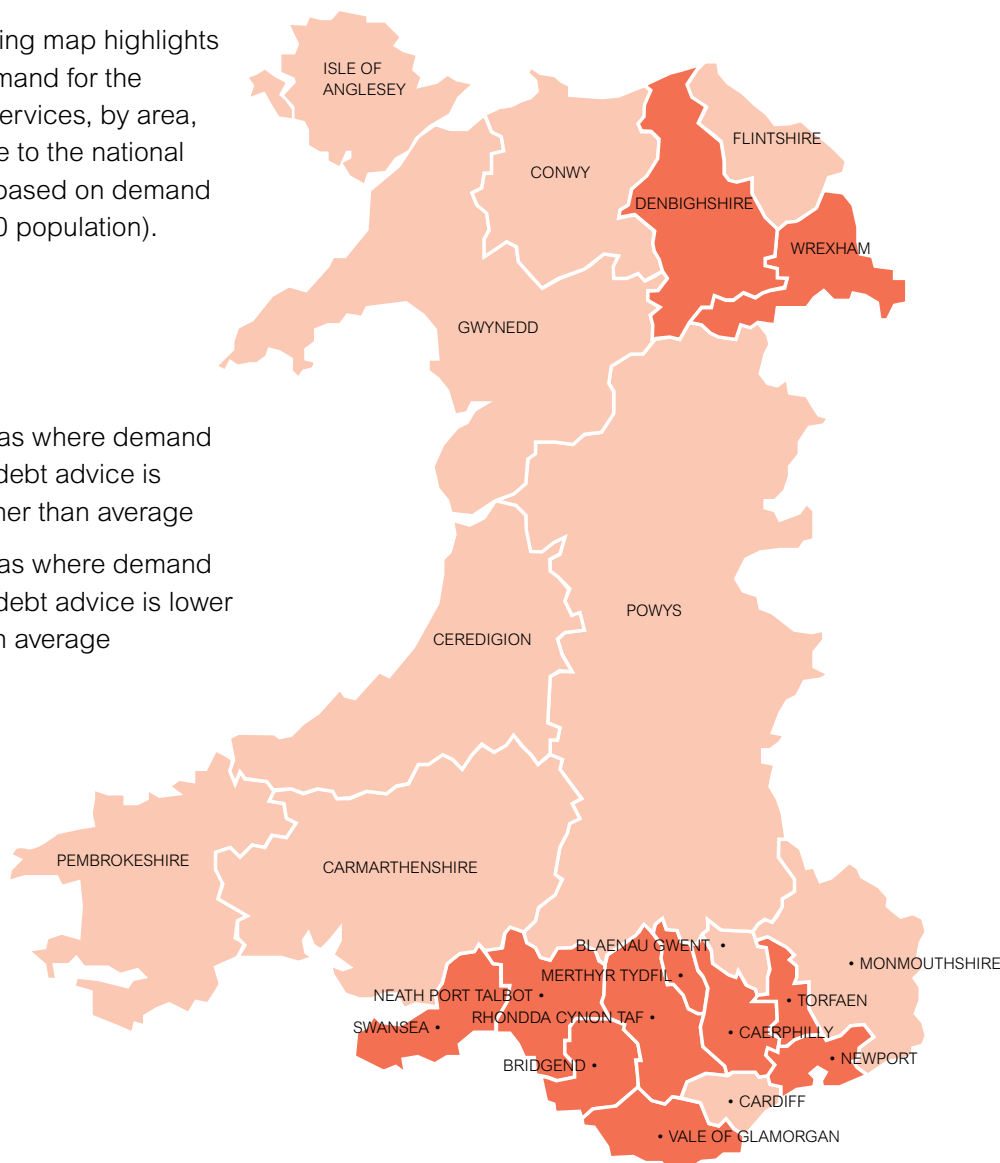 ing map highlights
mand for the
ervices, by area,
e to the national
based on demand
0 population).
as where demand
debt advice is
her than average
as where demand
debt advice is lower
n average
ISLE OF
ANGLESEY
FLINTSHIRE
CONWY
DENBIGHSHIRE
WREXHAM
GWYNEDD
POWYS
CEREDIGION
PEMBROKESHIRE
CARMARTHENSHIRE
BLAENAU GWENT
MONMOUTHSHIRE
MERTHYR TYDFIL
NEATH PORT TALBOT
TORFAEN
RHONDDA CYNON TAF
SWANSEA
CAERPHILLY
NEWPORT
BRIDGEND
CARDIFF
VALE OF GLAMORGAN